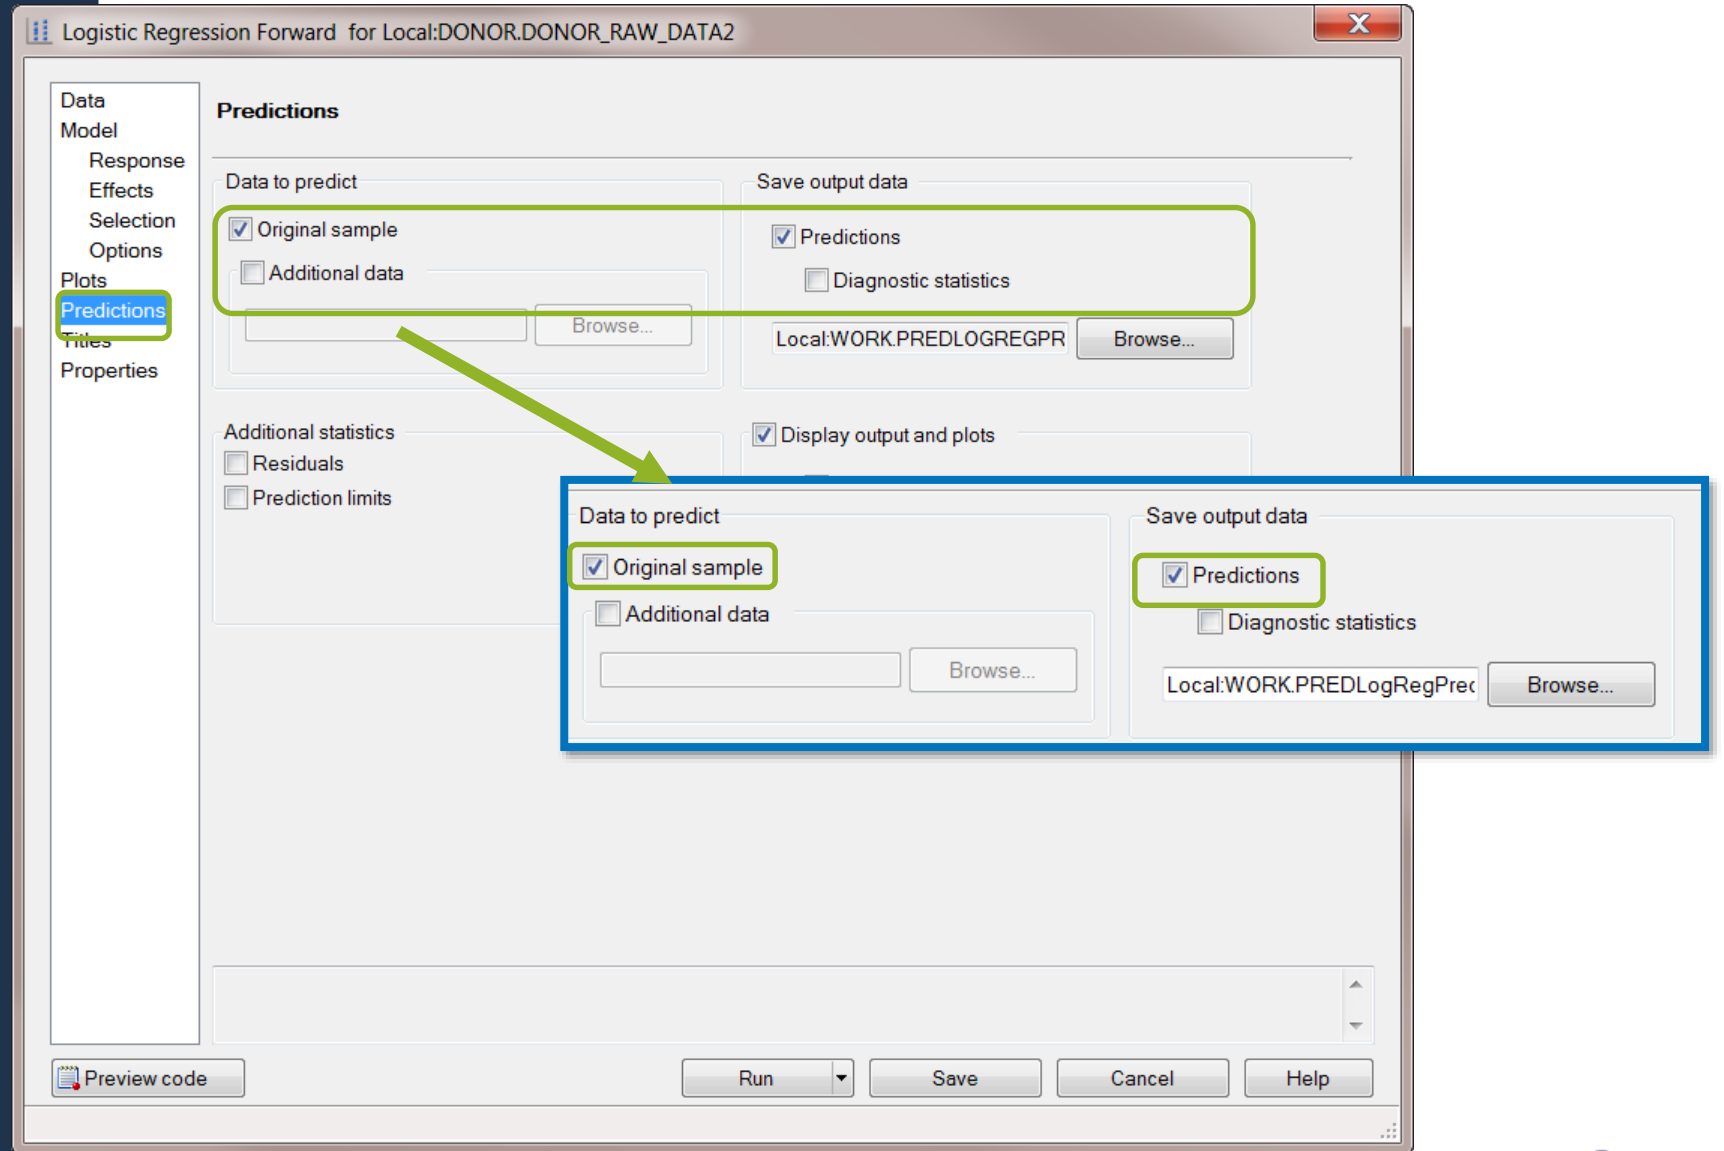 Logistic Regression Forward for Local:DONOR.DONOR_RAW_DATA2
X
Data
Model
Response
Effects
Selection
Options
Plots
Predictions
Titles
Properties
Predictions
Data to predict
Original sample
Additional data
Browse...
Save output data
Predictions
Diagnostic statistics
Local:WORK.PREDLOGREGPR
Browse...
Additional statistics
Residuals
Prediction limits
Display output and plots
Data to predict
Original sample
Additional data
Browse...
Save output data
Predictions
Diagnostic statistics
Local:WORK.PREDLogRegPred
Browse...
Preview code
Run
Save
Cancel
Help